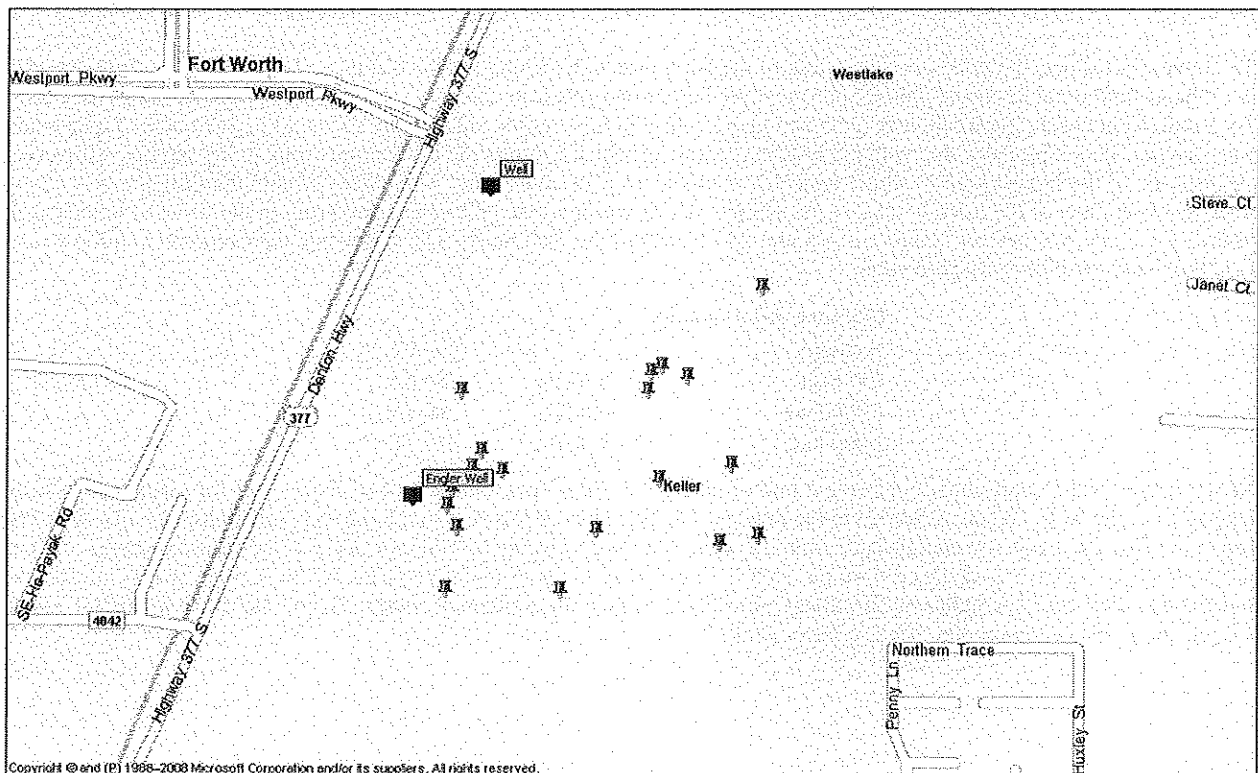 Fort Worth
Westport Pkwy
Westport Pkwy
Highway 377 S
Westlake
Well
Steve Ct
Janet Ct
Denton Hwy
377
Engler Well
Keller
SE-He-Payak Rd
4042
Highway 377 S
Northern Trace
Penny Ln
Huxley St
Copyright © and (P) 1988–2008 Microsoft Corporation and/or its suppliers. All rights reserved.